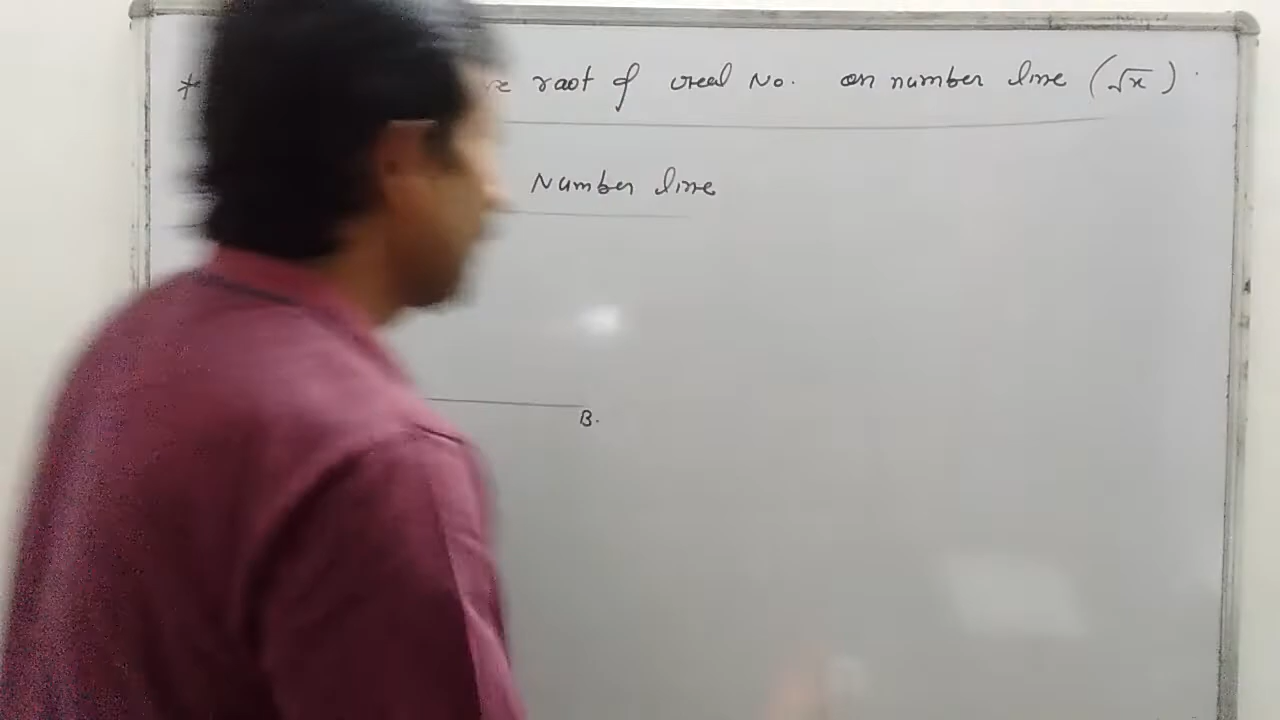 * root of real No. on number line (√x).
Number line
B.